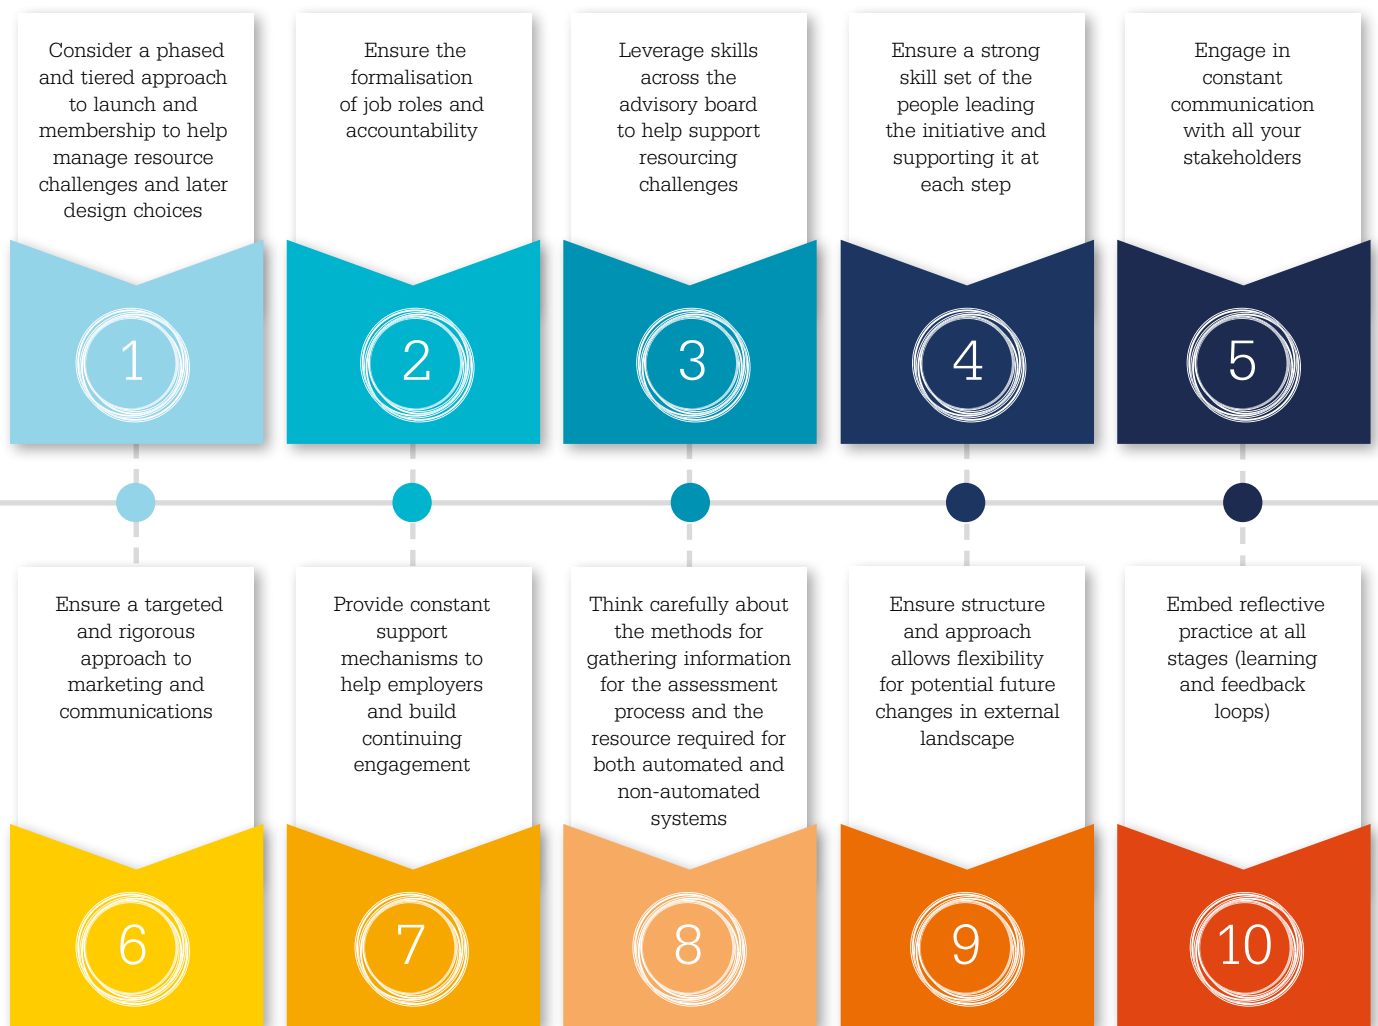 Consider a phased
and tiered approach
to launch and
membership to help
manage resource
challenges and later
design choices
1
Ensure the
formalisation
of job roles and
accountability
2
Leverage skills
across the
advisory board
to help support
resourcing
challenges
3
Ensure a strong
skill set of the
people leading
the initiative and
supporting it at
each step
4
Engage in
constant
communication
with all your
stakeholders
5
Ensure a targeted
and rigorous
approach to
marketing and
communications
6
Provide constant
support
mechanisms to
help employers
and build
continuing
engagement
7
Think carefully about
the methods for
gathering information
for the assessment
process and the
resource required for
both automated and
non-automated
systems
8
Ensure structure
and approach
allows flexibility
for potential future
changes in external
landscape
9
Embed reflective
practice at all
stages (learning
and feedback
loops)
10